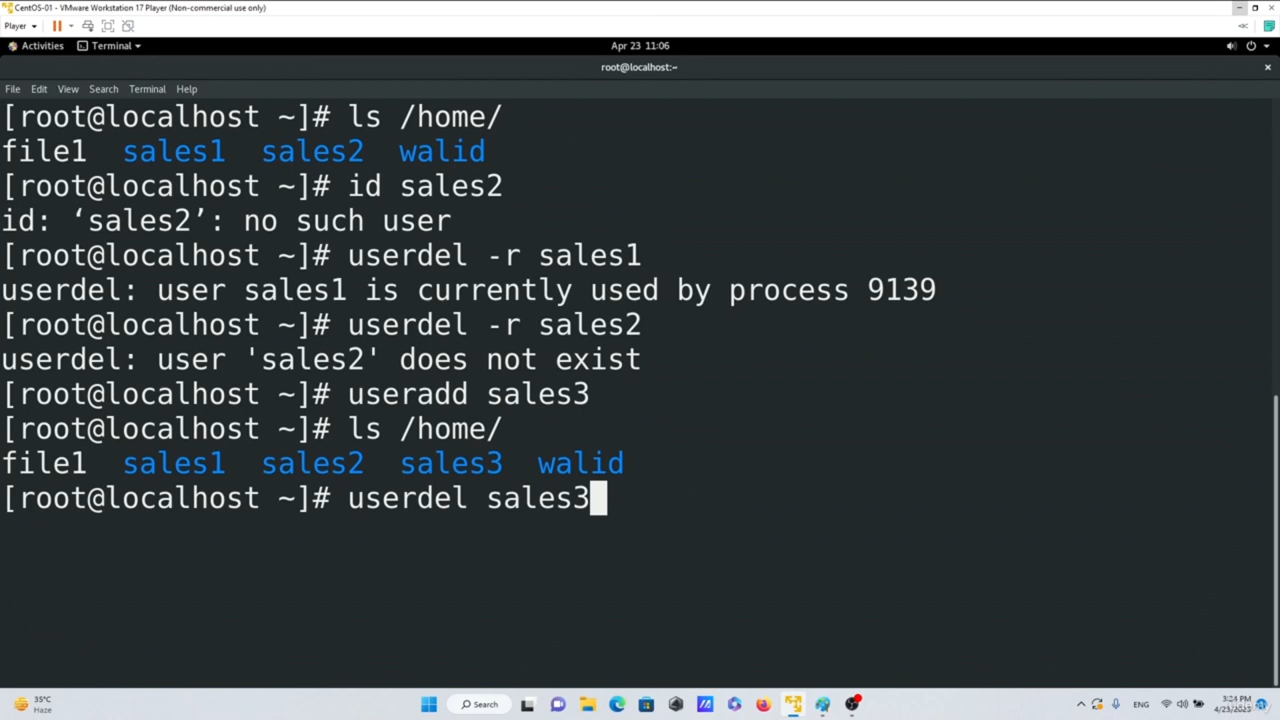 CentOS-01 - VMware Workstation 17 Player (Non-commercial use only)
Player
Activities Terminal Apr 23 11:06
root@localhost:~
File Edit View Search Terminal Help
[root@localhost ~]# ls /home/
file1 sales1 sales2 walid
[root@localhost ~]# id sales2
id: ‘sales2’: no such user
[root@localhost ~]# userdel -r sales1
userdel: user sales1 is currently used by process 9139
[root@localhost ~]# userdel -r sales2
userdel: user 'sales2' does not exist
[root@localhost ~]# useradd sales3
[root@localhost ~]# ls /home/
file1 sales1 sales2 sales3 walid
[root@localhost ~]# userdel sales3
35°C Search ENG 3:24 PM
Haze 4/23/2023